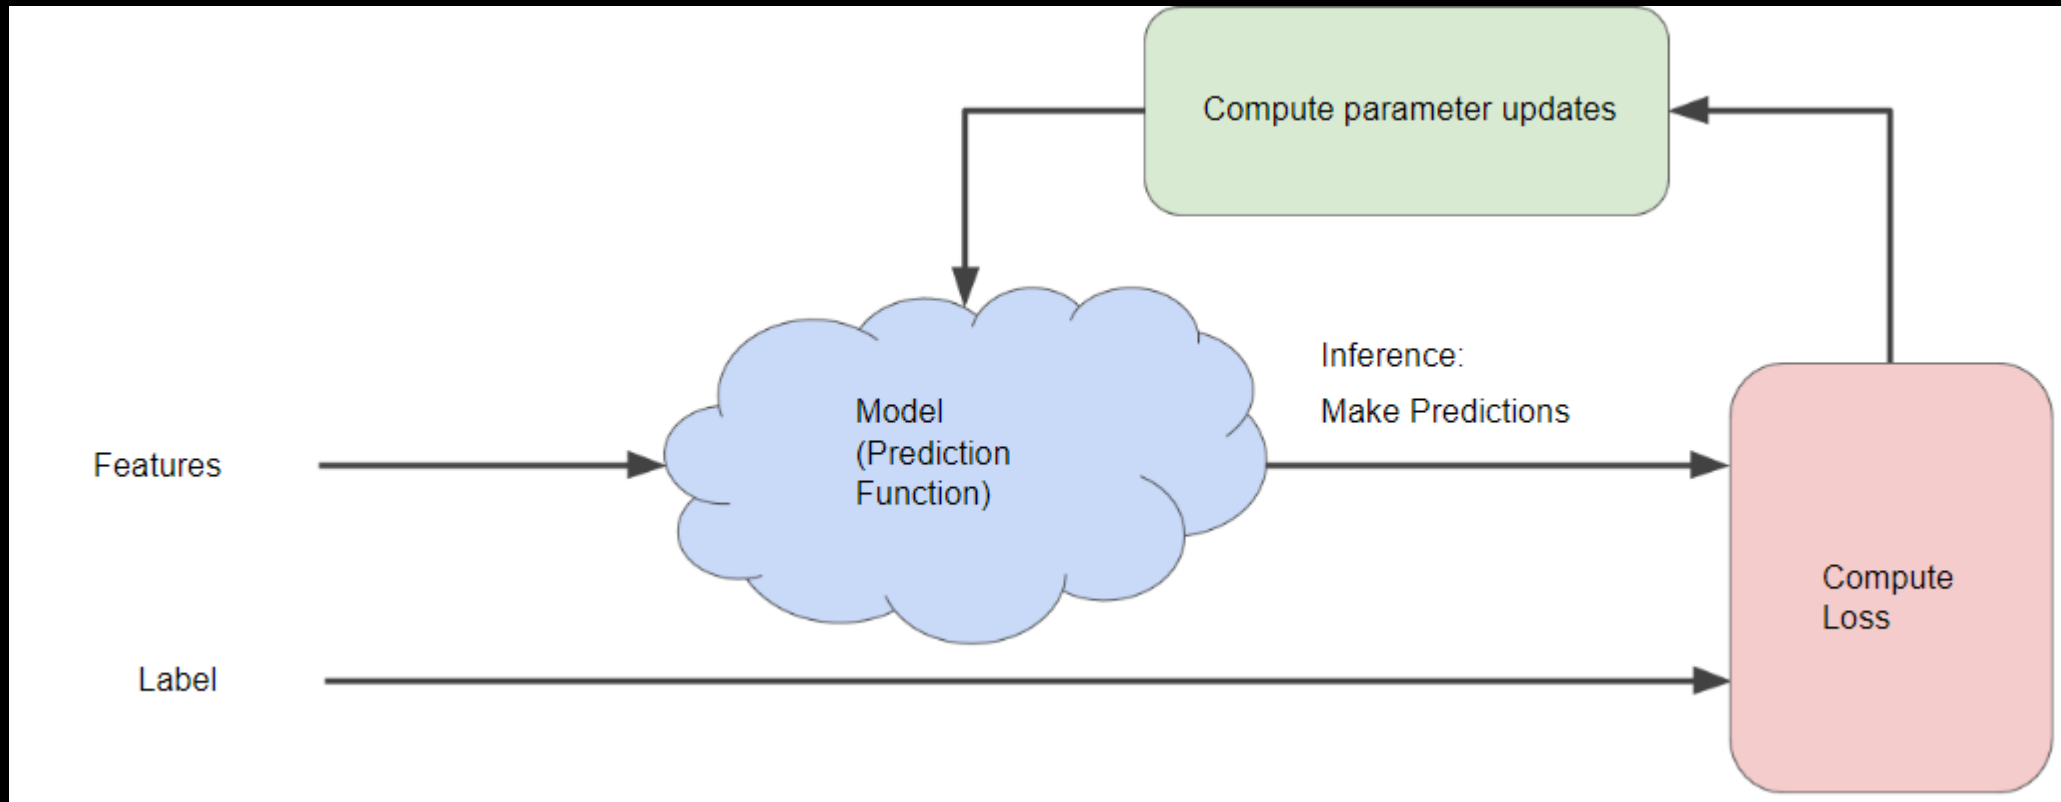 Compute parameter updates
Inference:
Make Predictions
Model
(Prediction
Function)
Features
Compute
Loss
Label